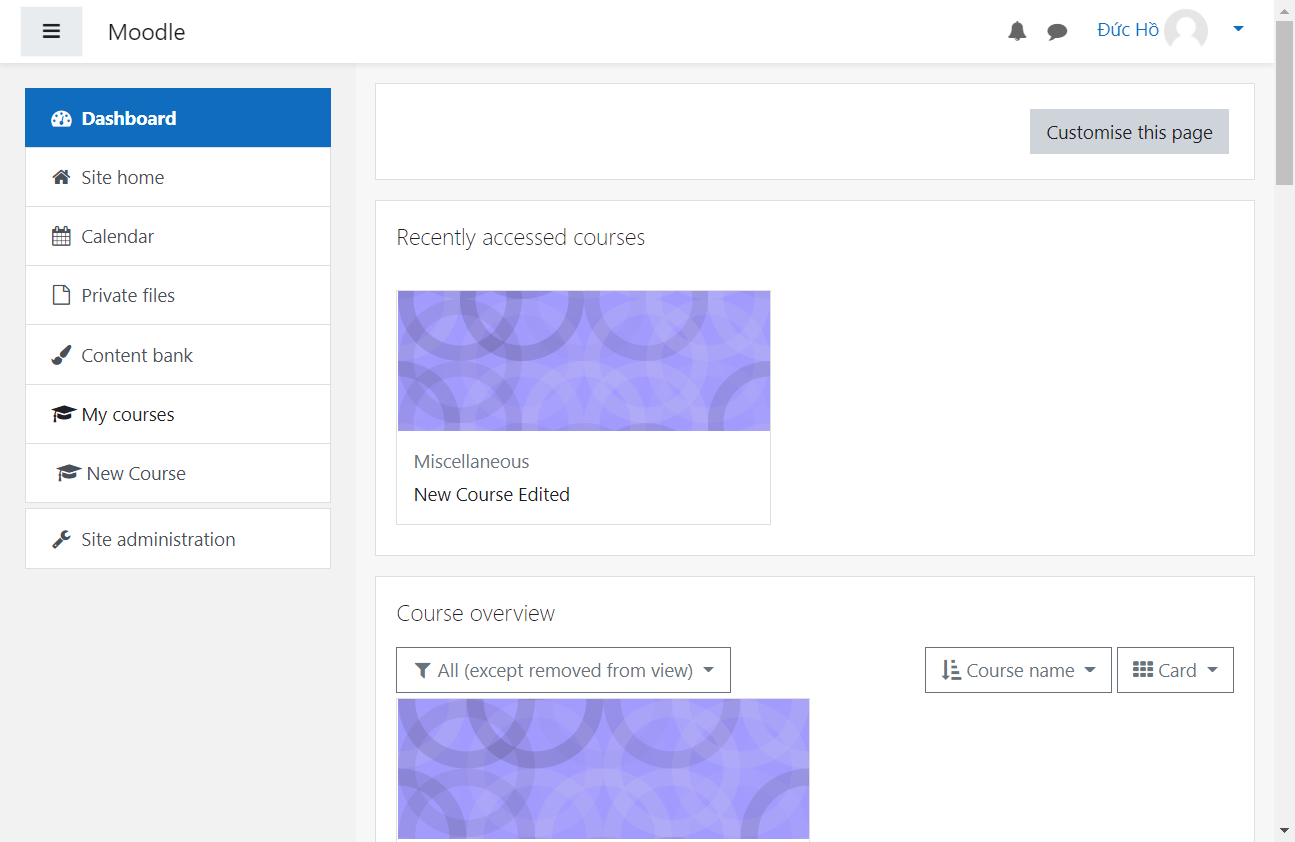 Moodle
Đức Hồ
Dashboard
Site home
Calendar
Private files
Content bank
My courses
New Course
Site administration
Customise this page
Recently accessed courses
Miscellaneous
New Course Edited
Course overview
All (except removed from view)
Course name
Card